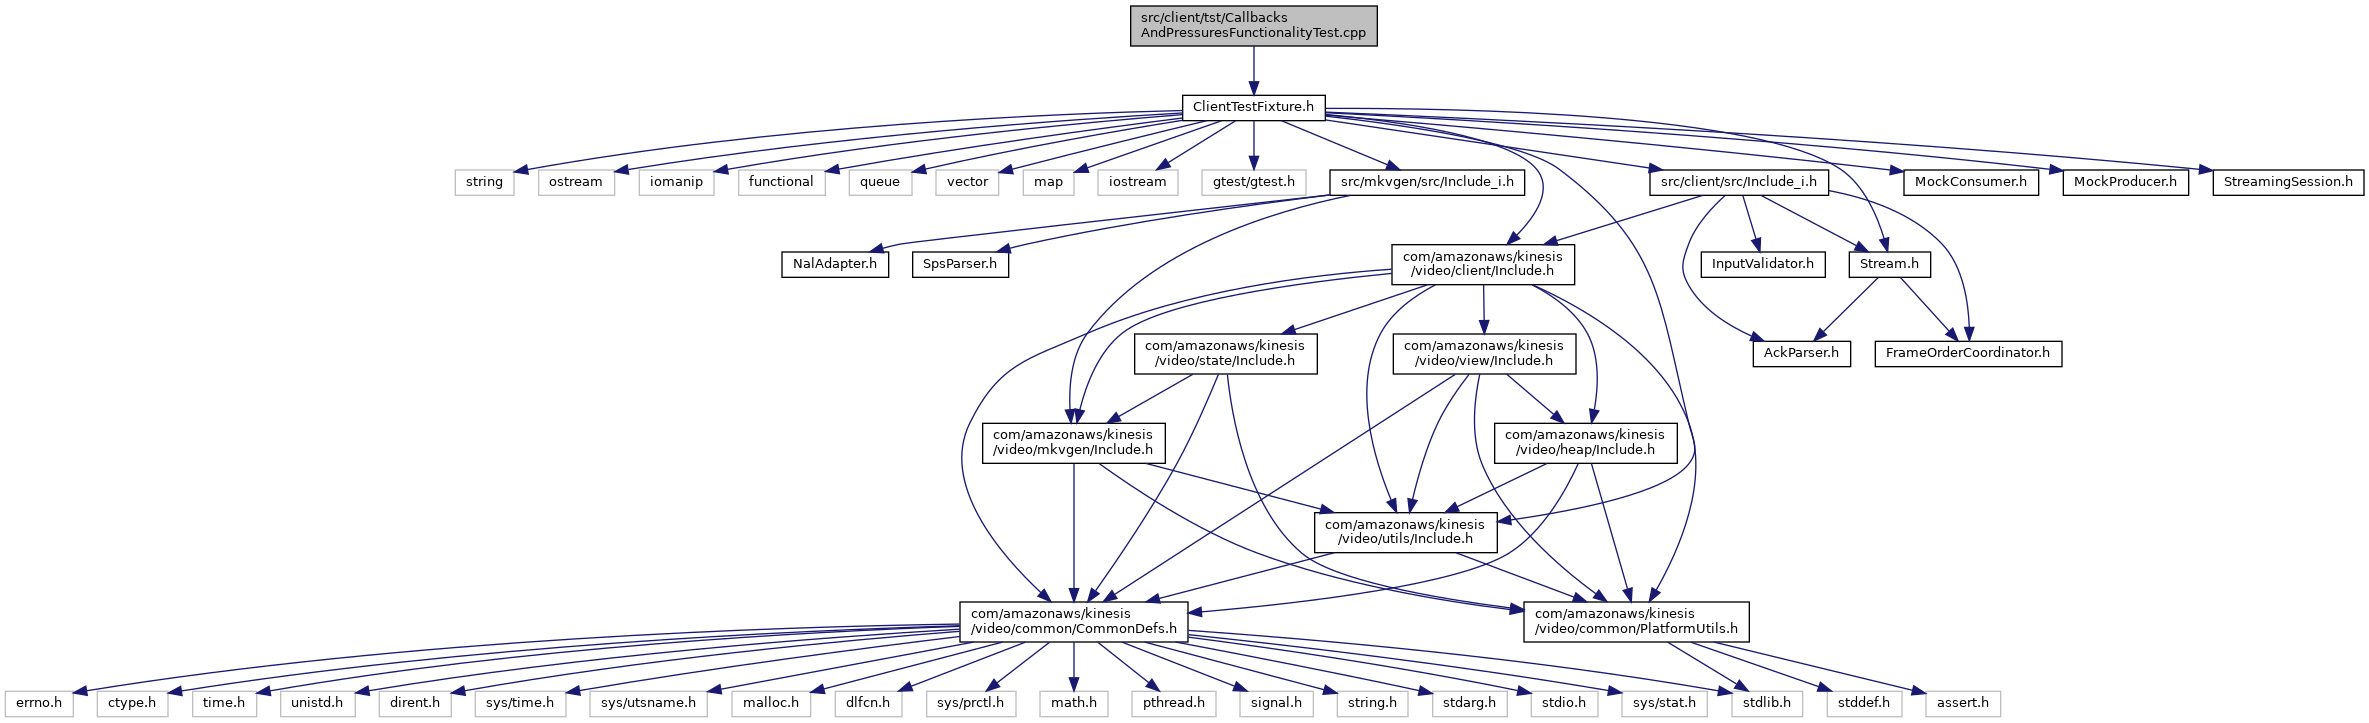 src/client/tst/Callbacks
AndPressuresFunctionalityTest.cpp
ClientTestFixture.h
string
ostream
iomanip
functional
queue
vector
map
iostream
gtest/gtest.h
src/mkvgen/src/Include_i.h
src/client/src/Include_i.h
MockConsumer.h
MockProducer.h
StreamingSession.h
NalAdapter.h
SpsParser.h
com/amazonaws/kinesis
/video/client/Include.h
InputValidator.h
Stream.h
com/amazonaws/kinesis
/video/state/Include.h
com/amazonaws/kinesis
/video/view/Include.h
AckParser.h
FrameOrderCoordinator.h
com/amazonaws/kinesis
/video/mkvgen/Include.h
com/amazonaws/kinesis
/video/heap/Include.h
com/amazonaws/kinesis
/video/utils/Include.h
com/amazonaws/kinesis
/video/common/CommonDefs.h
com/amazonaws/kinesis
/video/common/PlatformUtils.h
errno.h
ctype.h
time.h
unistd.h
dirent.h
sys/time.h
sys/utsname.h
malloc.h
dlfcn.h
sys/prctl.h
math.h
pthread.h
signal.h
string.h
stdarg.h
stdio.h
sys/stat.h
stdlib.h
stddef.h
assert.h